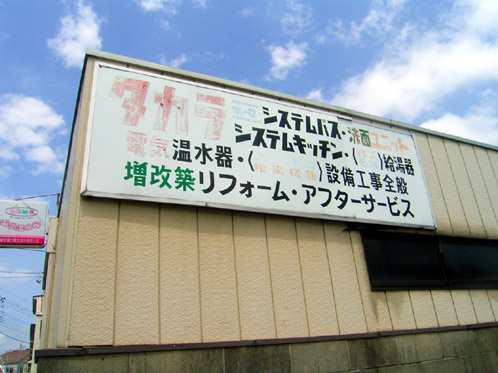 タカラ
システムバス・洗面ユニット
システムキッチン・( )給湯器
電気温水器・( )設備工事全般
増改築リフォーム・アフターサービス